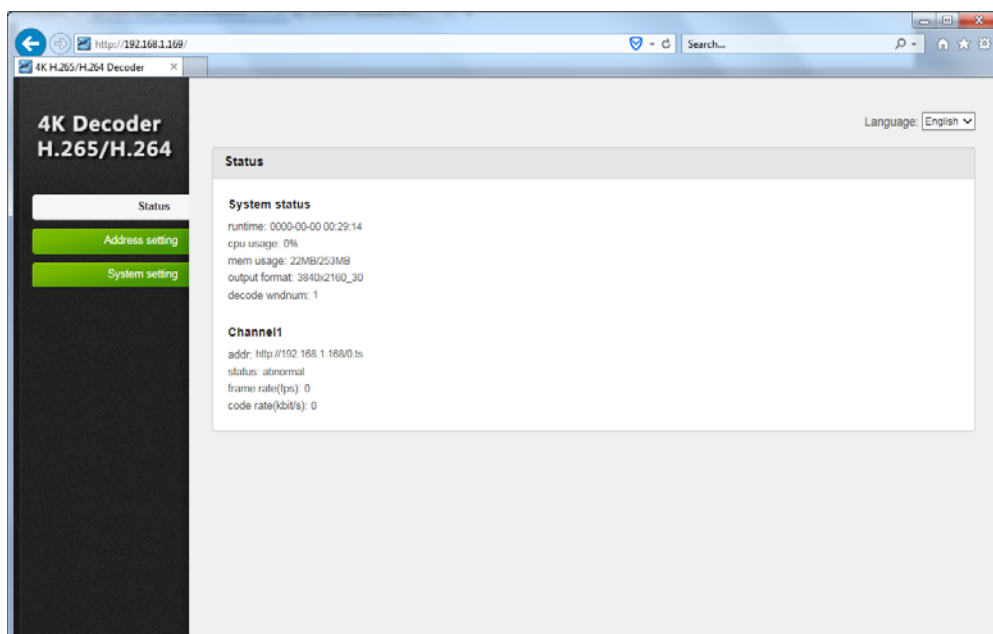 http://192.168.1.169/
Search...
4K H.265/H.264 Decoder
4K Decoder
H.265/H.264
Language: English
Status
Status
Address setting
System setting
System status
runtime: 0000-00-00 00:29:14
cpu usage: 0%
mem usage: 22MB/253MB
output format: 3840x2160_30
decode wndnum: 1
Channel1
addr: http://192.168.1.168/0.ts
status: abnormal
frame rate(fps): 0
code rate(kbit/s): 0